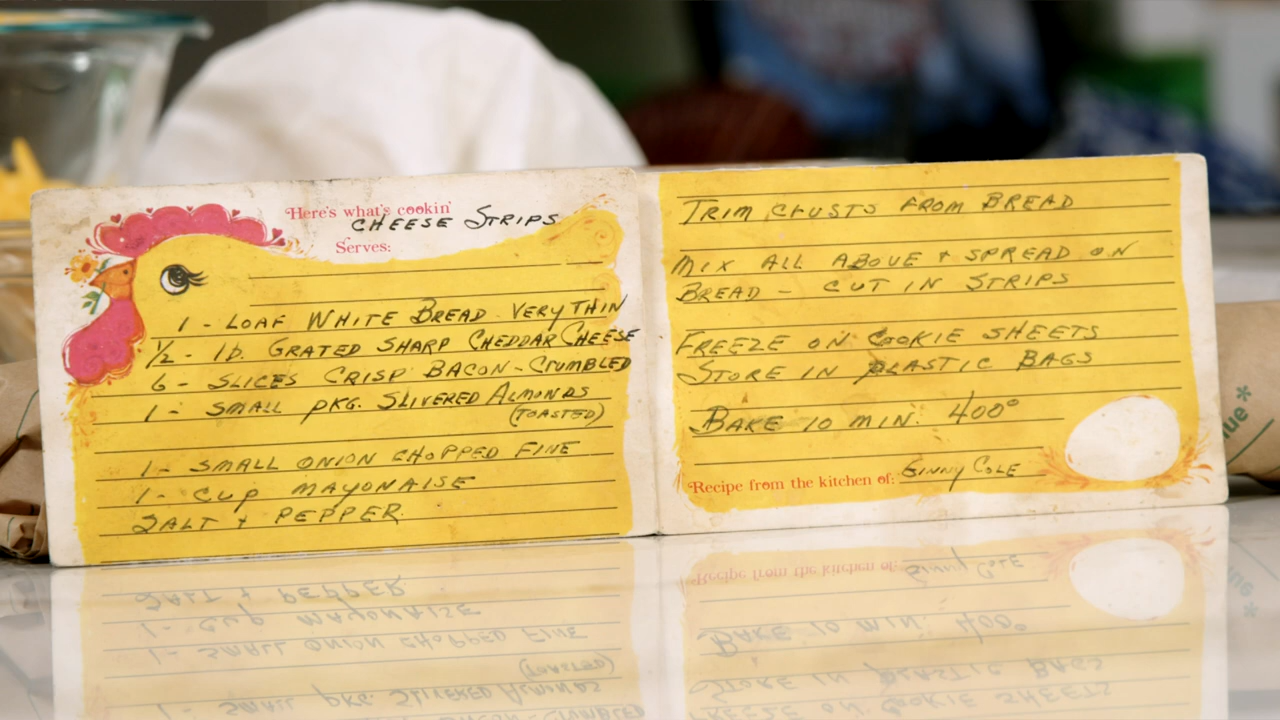 Here's what's cookin'
CHEESE STRIPS
Serves:
1 - LOAF WHITE BREAD VERY THIN
1/2 - lb. GRATED SHARP CHEDDAR CHEESE
6 - SLICES CRISP BACON - CRUMBLED
1 - SMALL PKG. SLIVERED ALMONDS
(TOASTED)
1 - SMALL ONION CHOPPED FINE
1 - CUP MAYONAISE
SALT & PEPPER
TRIM CRUSTS FROM BREAD
MIX ALL ABOVE & SPREAD ON
BREAD - CUT IN STRIPS
FREEZE ON COOKIE SHEETS
STORE IN PLASTIC BAGS
BAKE 10 MIN. 400°
Recipe from the kitchen of: GINNY COLE